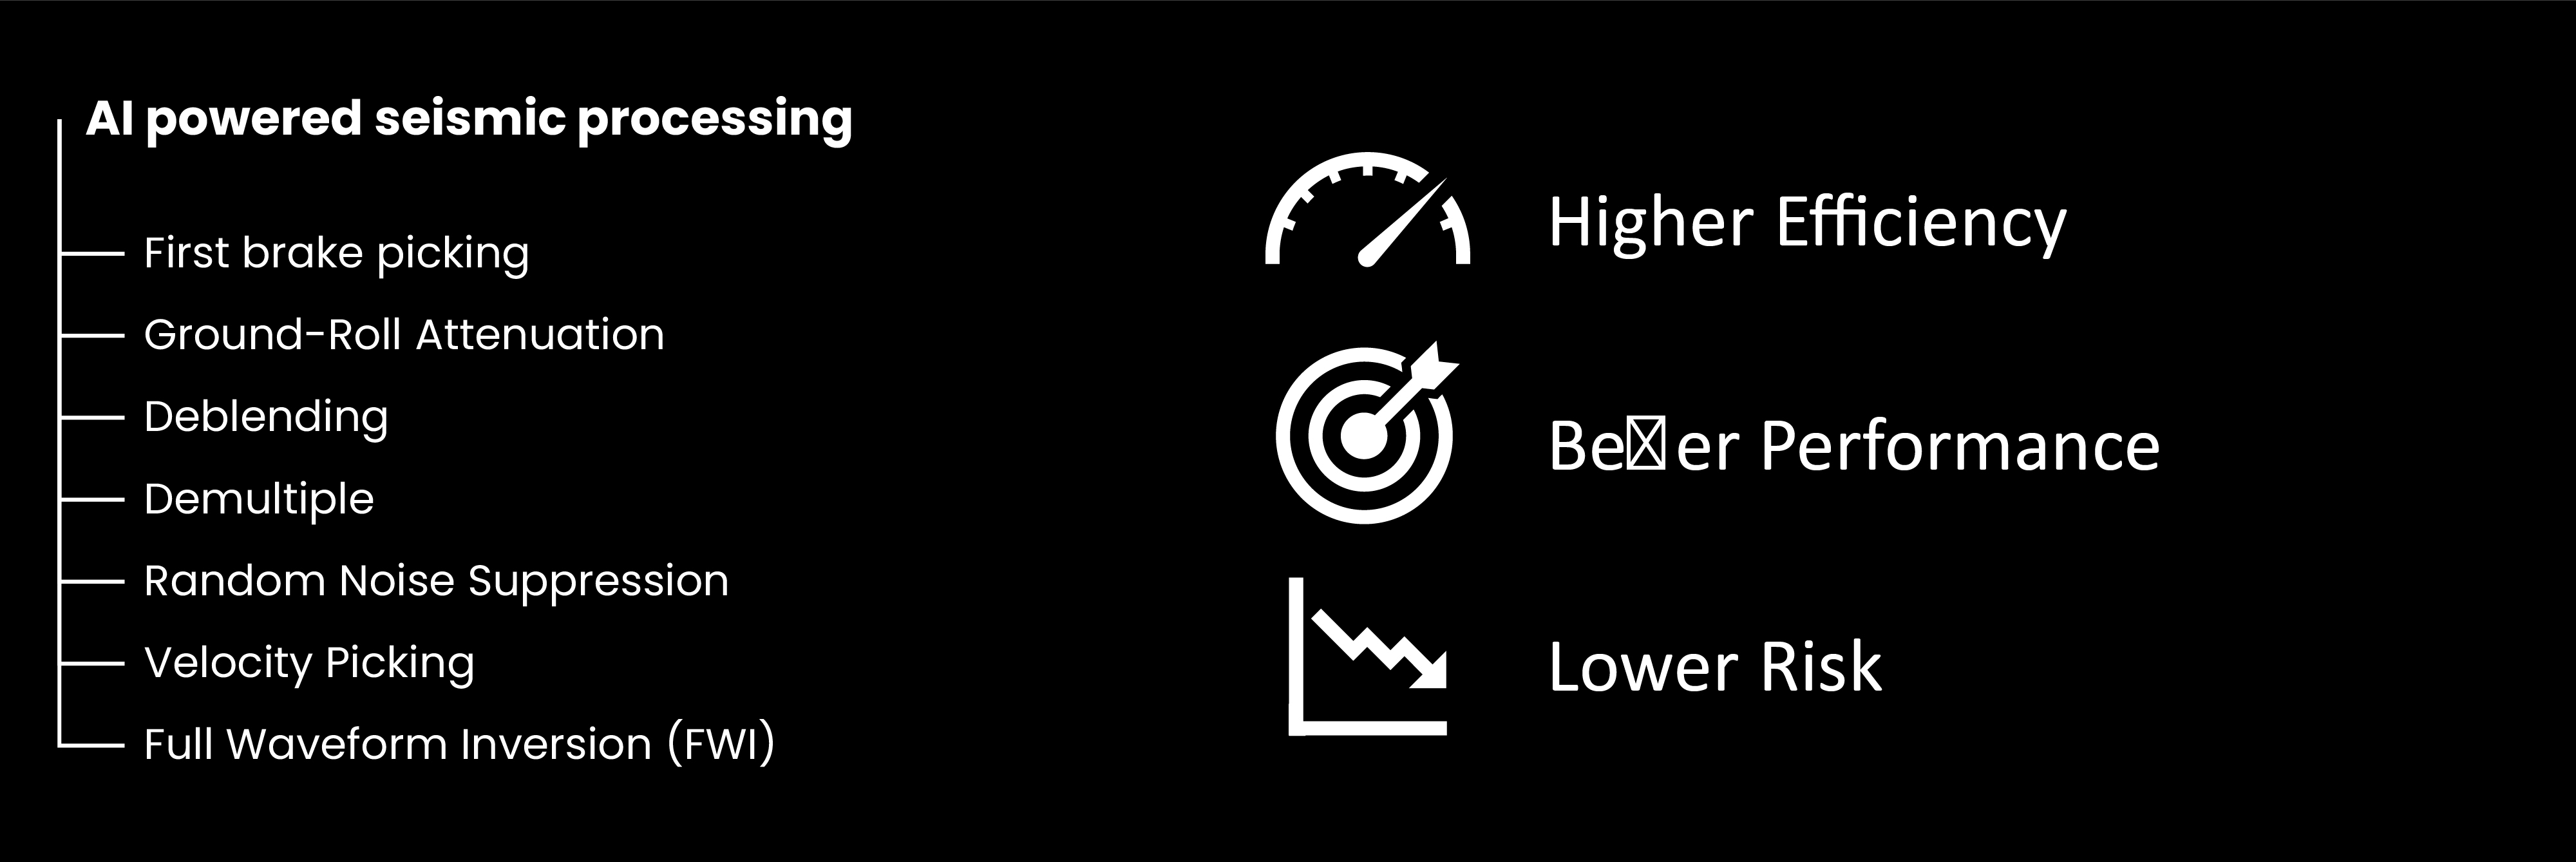 AI powered seismic processing
First brake picking
Ground-Roll Attenuation
Deblending
Demultiple
Random Noise Suppression
Velocity Picking
Full Waveform Inversion (FWI)
Higher Efficiency
Be☒er Performance
Lower Risk